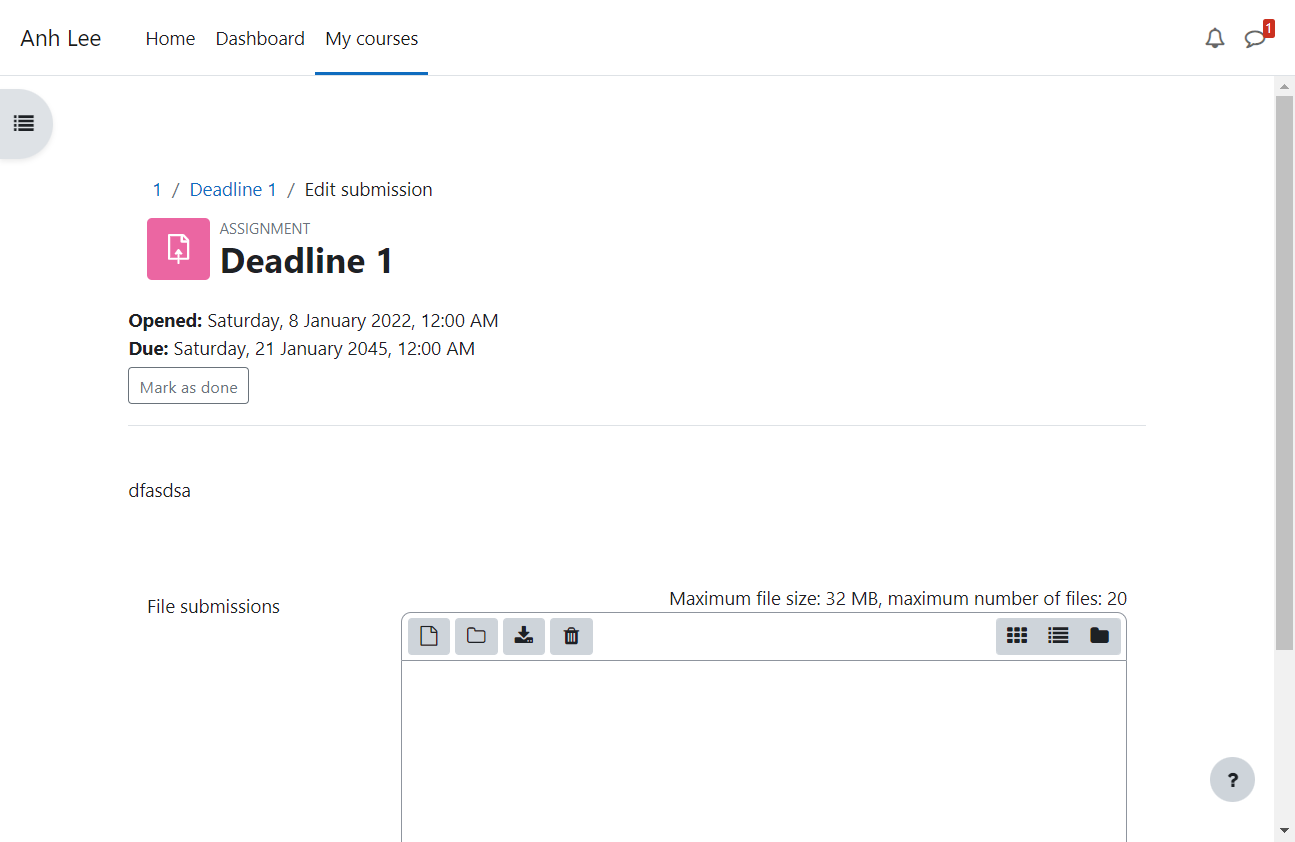 Anh Lee Home Dashboard My courses 1
1 / Deadline 1 / Edit submission
ASSIGNMENT
Deadline 1
Opened: Saturday, 8 January 2022, 12:00 AM
Due: Saturday, 21 January 2045, 12:00 AM
Mark as done
dfasdsa
File submissions
Maximum file size: 32 MB, maximum number of files: 20
?